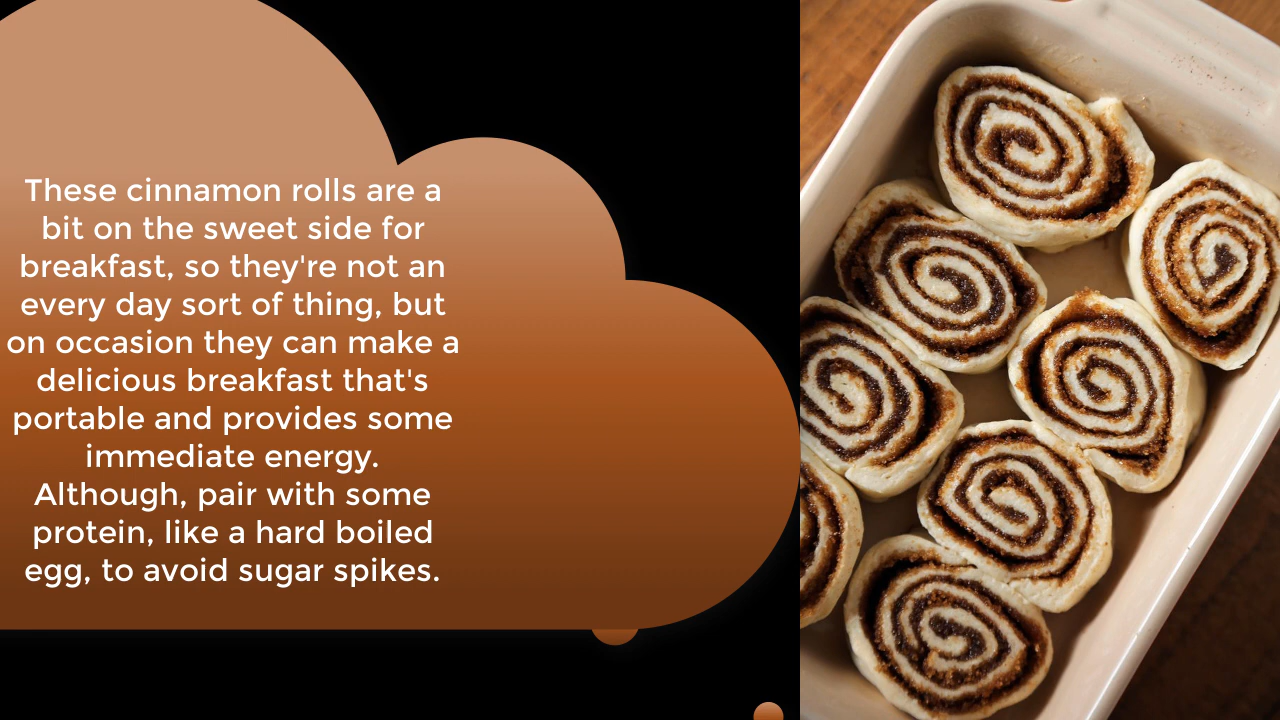 These cinnamon rolls are a
bit on the sweet side for
breakfast, so they're not an
every day sort of thing, but
on occasion they can make a
delicious breakfast that's
portable and provides some
immediate energy.
Although, pair with some
protein, like a hard boiled
egg, to avoid sugar spikes.